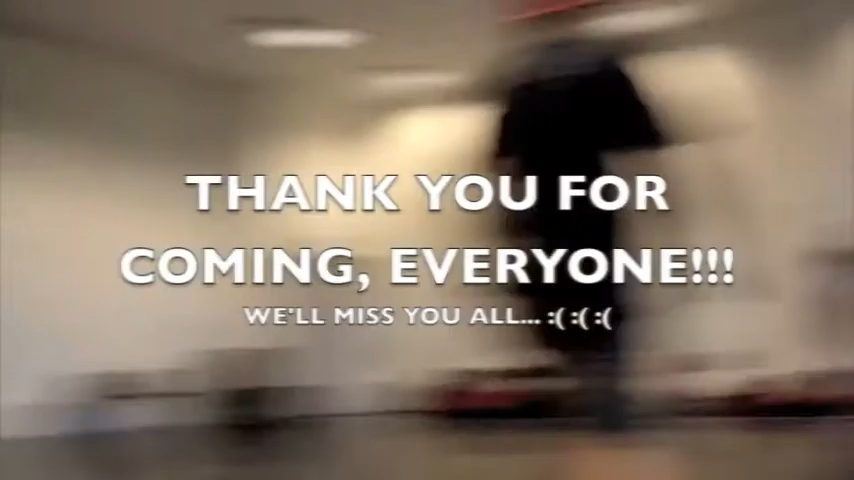 THANK YOU FOR
COMING, EVERYONE!!!
WE'LL MISS YOU ALL... :( :( :(